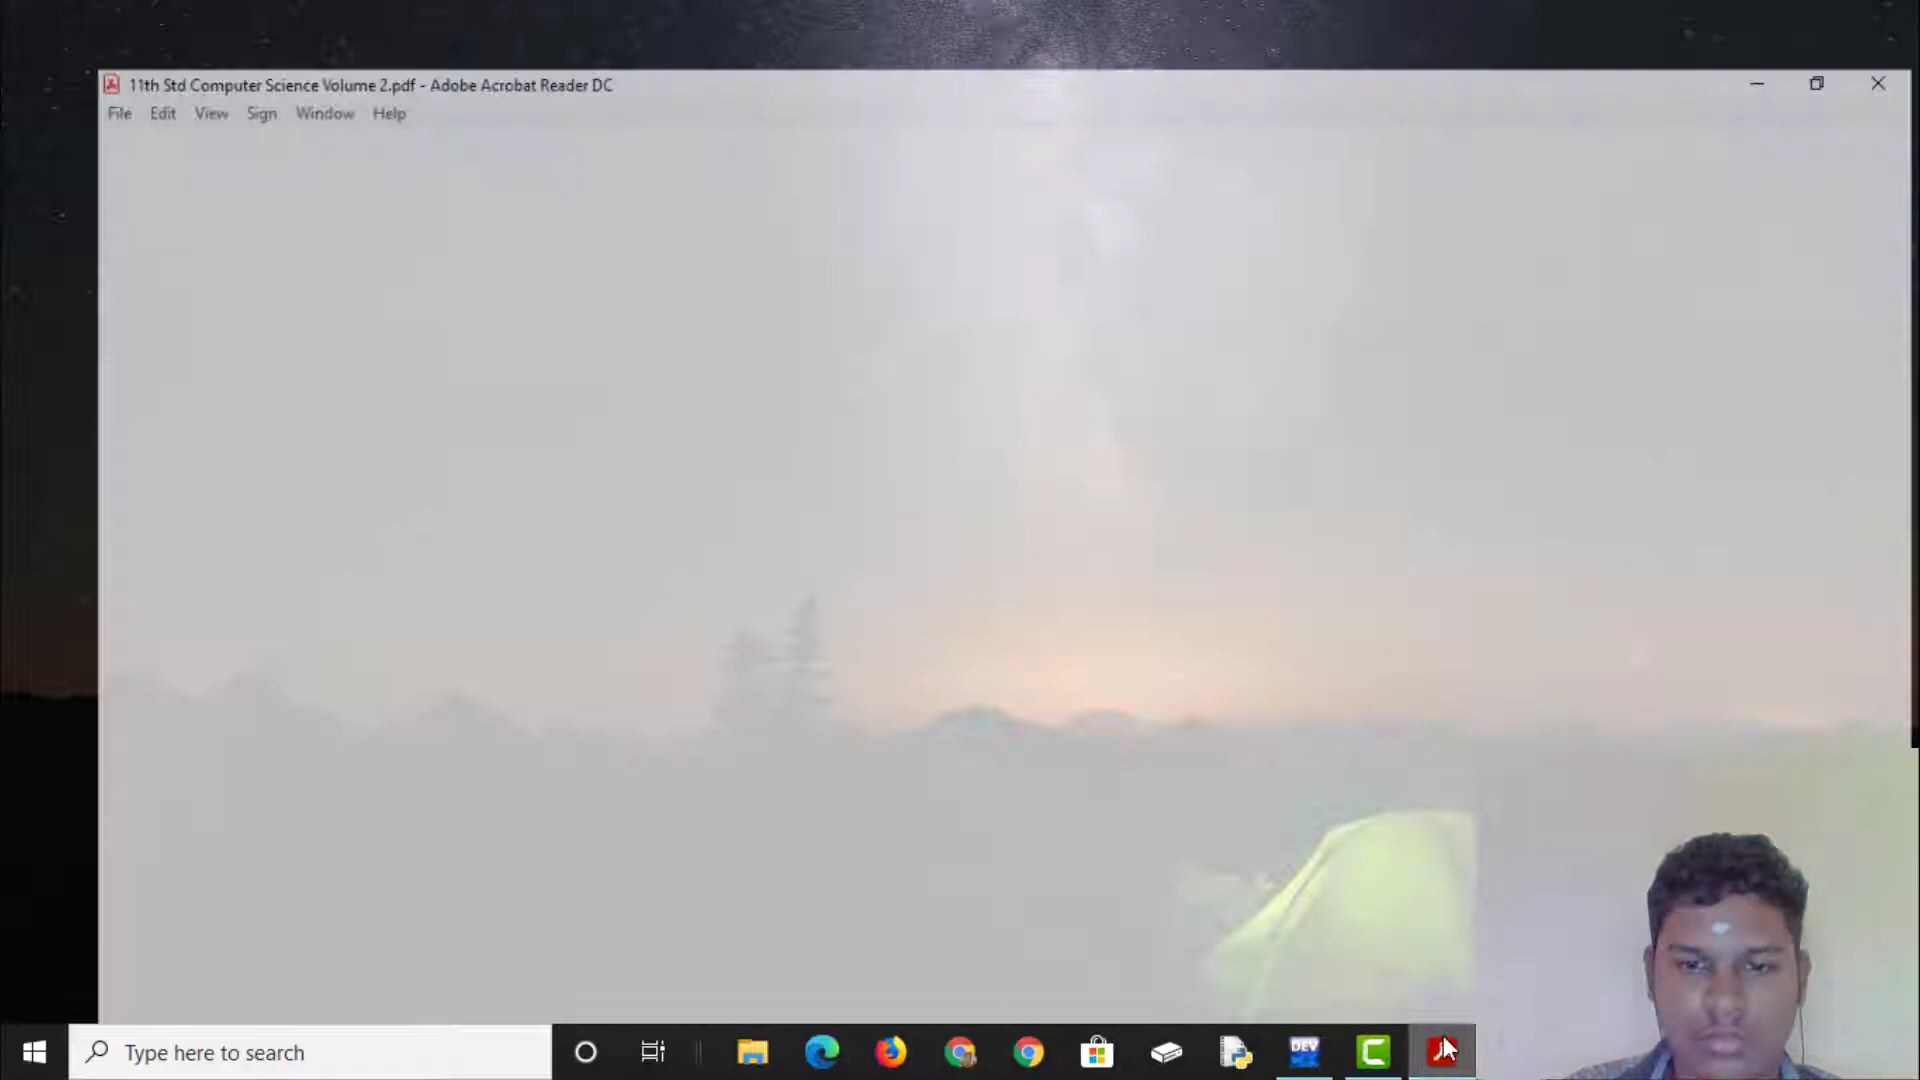 11th Std Computer Science Volume 2.pdf - Adobe Acrobat Reader DC
File Edit View Sign Window Help
Type here to search
DEV